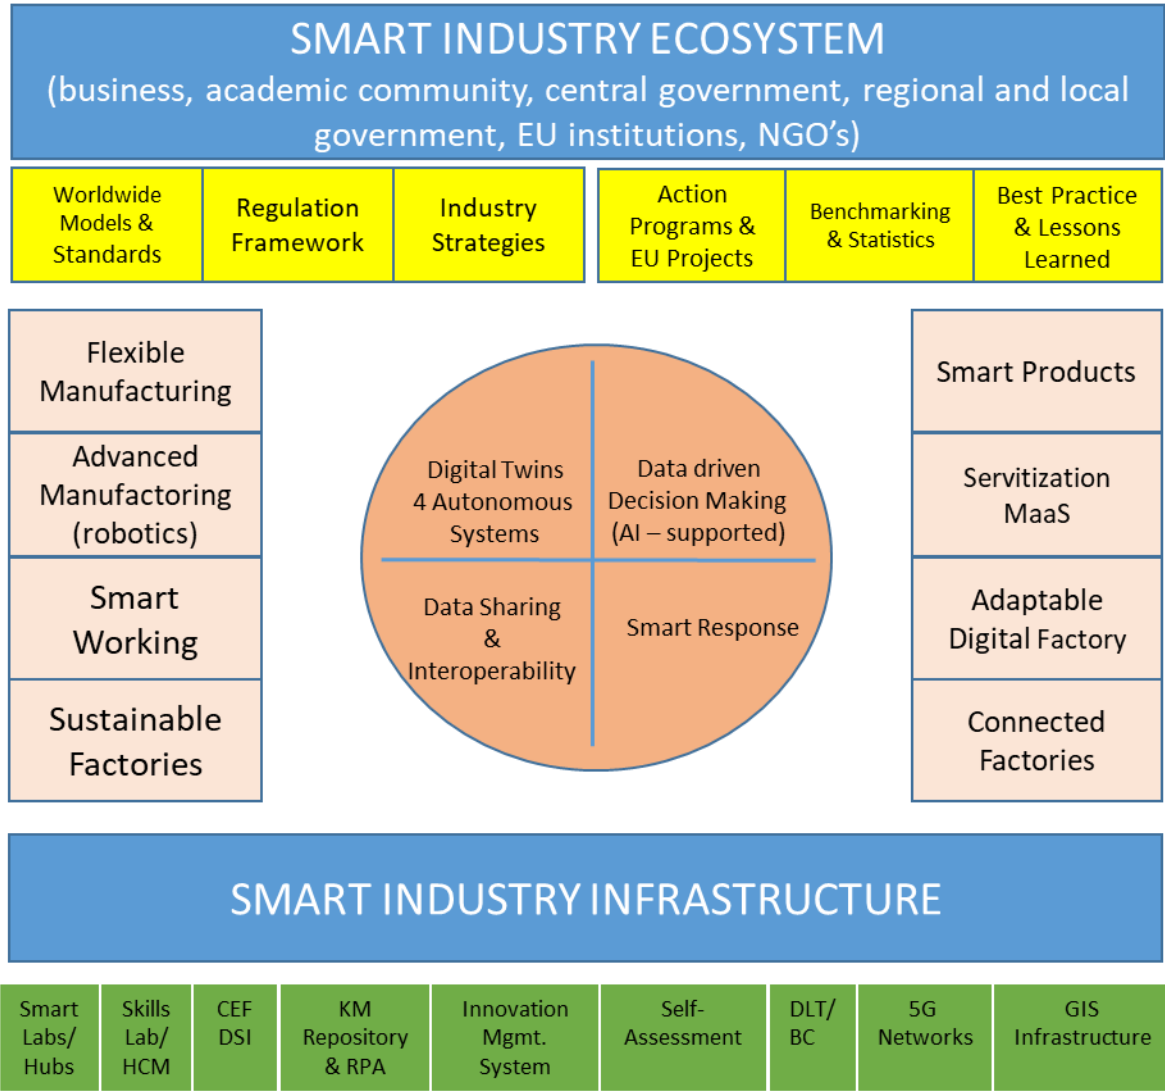 SMART INDUSTRY ECOSYSTEM
(business, academic community, central government, regional and local
government, EU institutions, NGO’s)
Worldwide
Models &
Standards
Regulation
Framework
Industry
Strategies
Action
Programs &
EU Projects
Benchmarking
& Statistics
Best Practice
& Lessons
Learned
Flexible
Manufacturing
Advanced
Manufactoring
(robotics)
Smart
Working
Sustainable
Factories
Digital Twins
4 Autonomous
Systems
Data driven
Decision Making
(AI – supported)
Data Sharing
&
Interoperability
Smart Response
Smart Products
Servitization
MaaS
Adaptable
Digital Factory
Connected
Factories
SMART INDUSTRY INFRASTRUCTURE
Smart
Labs/
Hubs
Skills
Lab/
HCM
CEF
DSI
KM
Repository
& RPA
Innovation
Mgmt.
System
Self-
Assessment
DLT/
BC
5G
Networks
GIS
Infrastructure